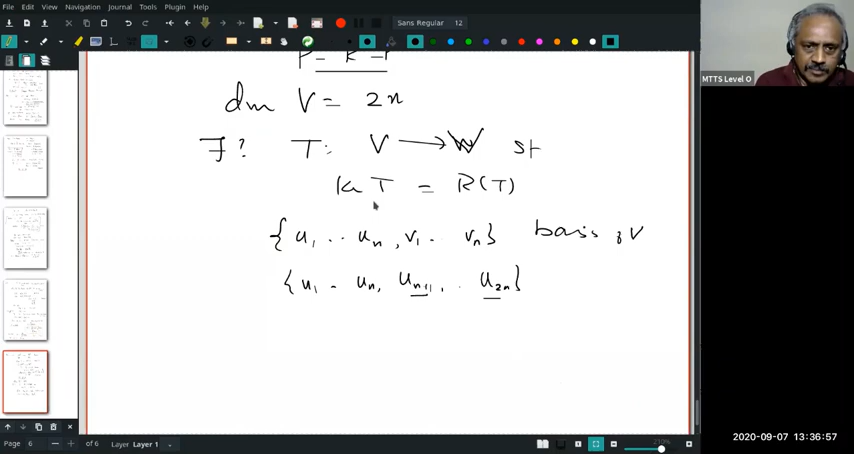 File Edit View Journal Tools Plugin Help
Sans Regular 12
dim V = 2n
∃? T: V → W st
Ker T = R(T)
{u₁ .. uₙ, v₁ .. vₙ} basis of V
{u₁ .. uₙ, uₙ₊₁, .. u₂ₙ}
MTTS Level O
Page 6 of 6 Layer Layer 1
210%
2020-09-07 13:36:57